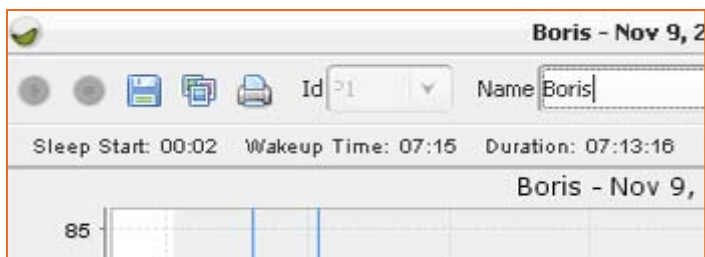 Boris - Nov 9, 2
Id P1 Name Boris
Sleep Start: 00:02 Wakeup Time: 07:15 Duration: 07:13:16
Boris - Nov 9,
85